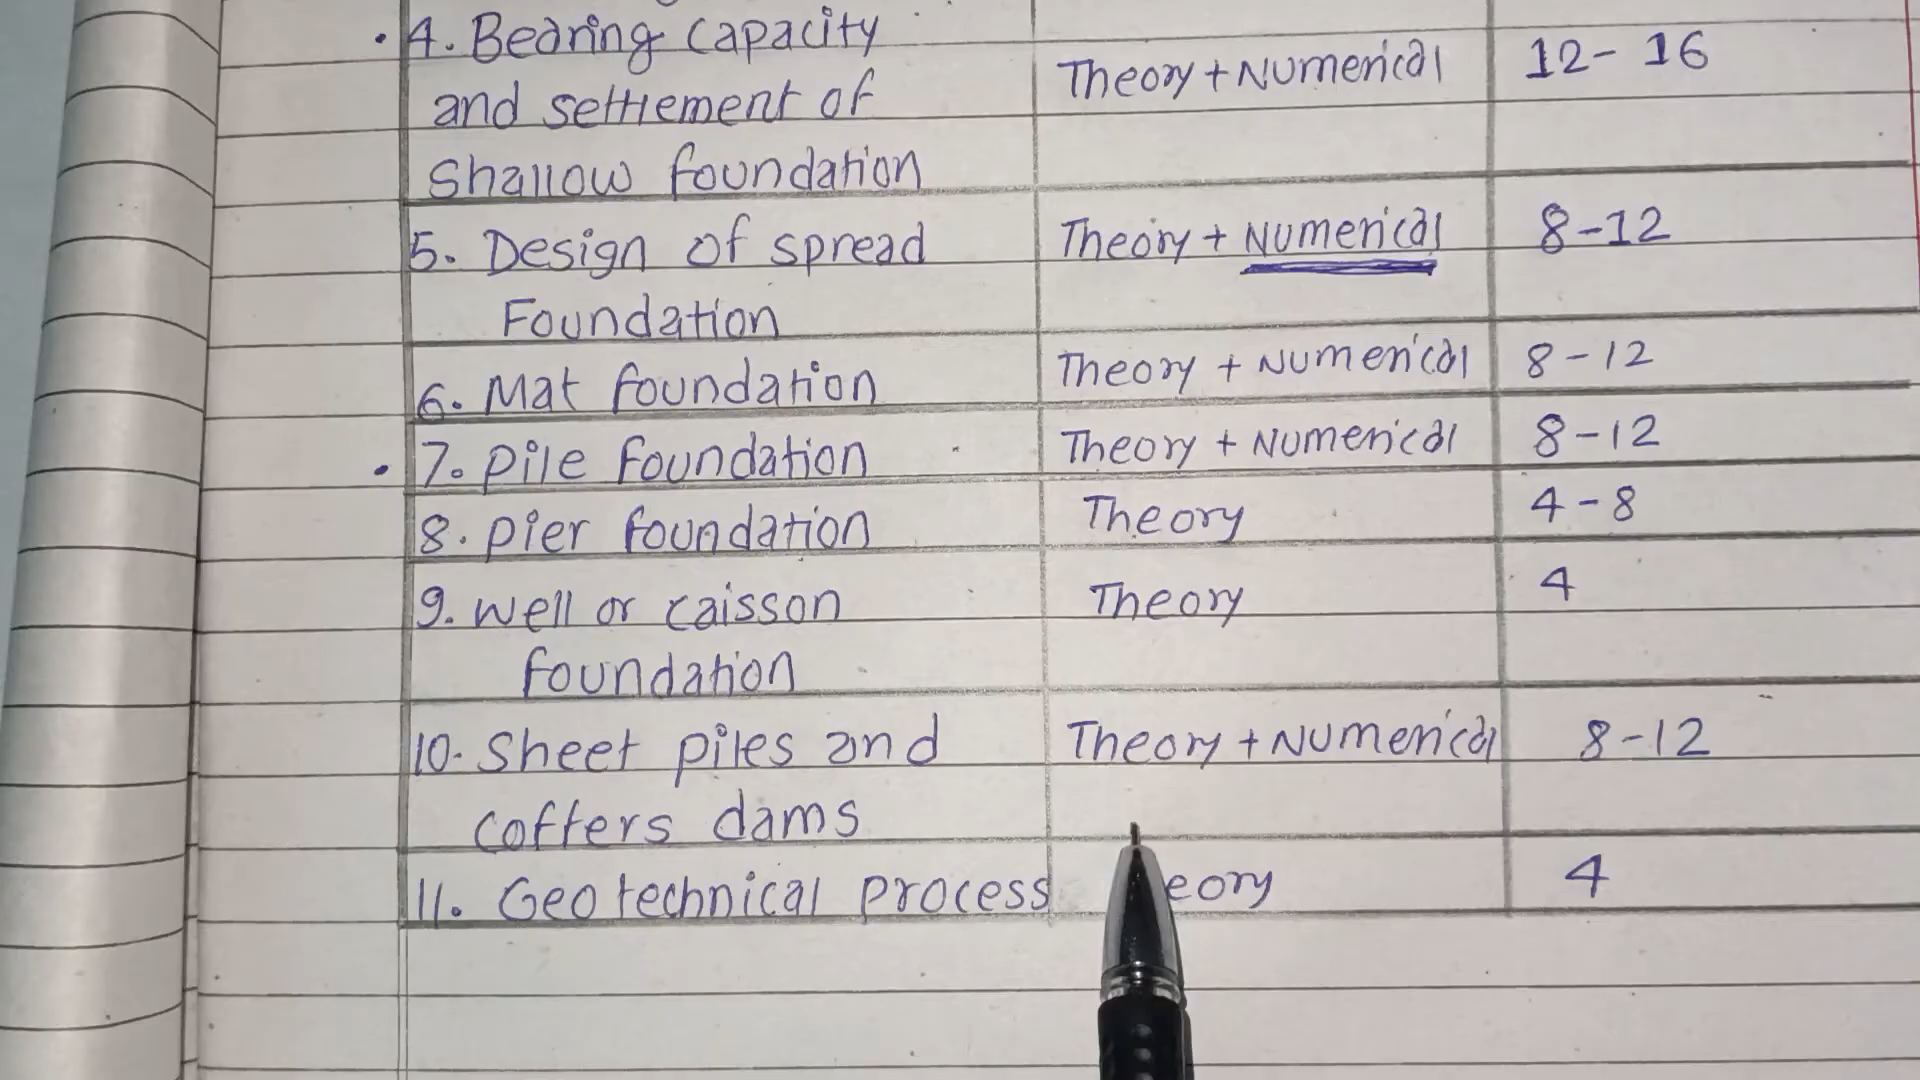 4. Bearing capacity
and settlement of
shallow foundation
Theory + Numerical
12-16
5. Design of spread
Foundation
Theory + Numerical
8-12
6. Mat foundation
Theory + Numerical
8-12
7. pile foundation
Theory + Numerical
8-12
8. pier foundation
Theory
4-8
9. well or caisson
foundation
Theory
4
10. Sheet piles and
coffers dams
Theory + Numerical
8-12
11. Geotechnical process
eory
4